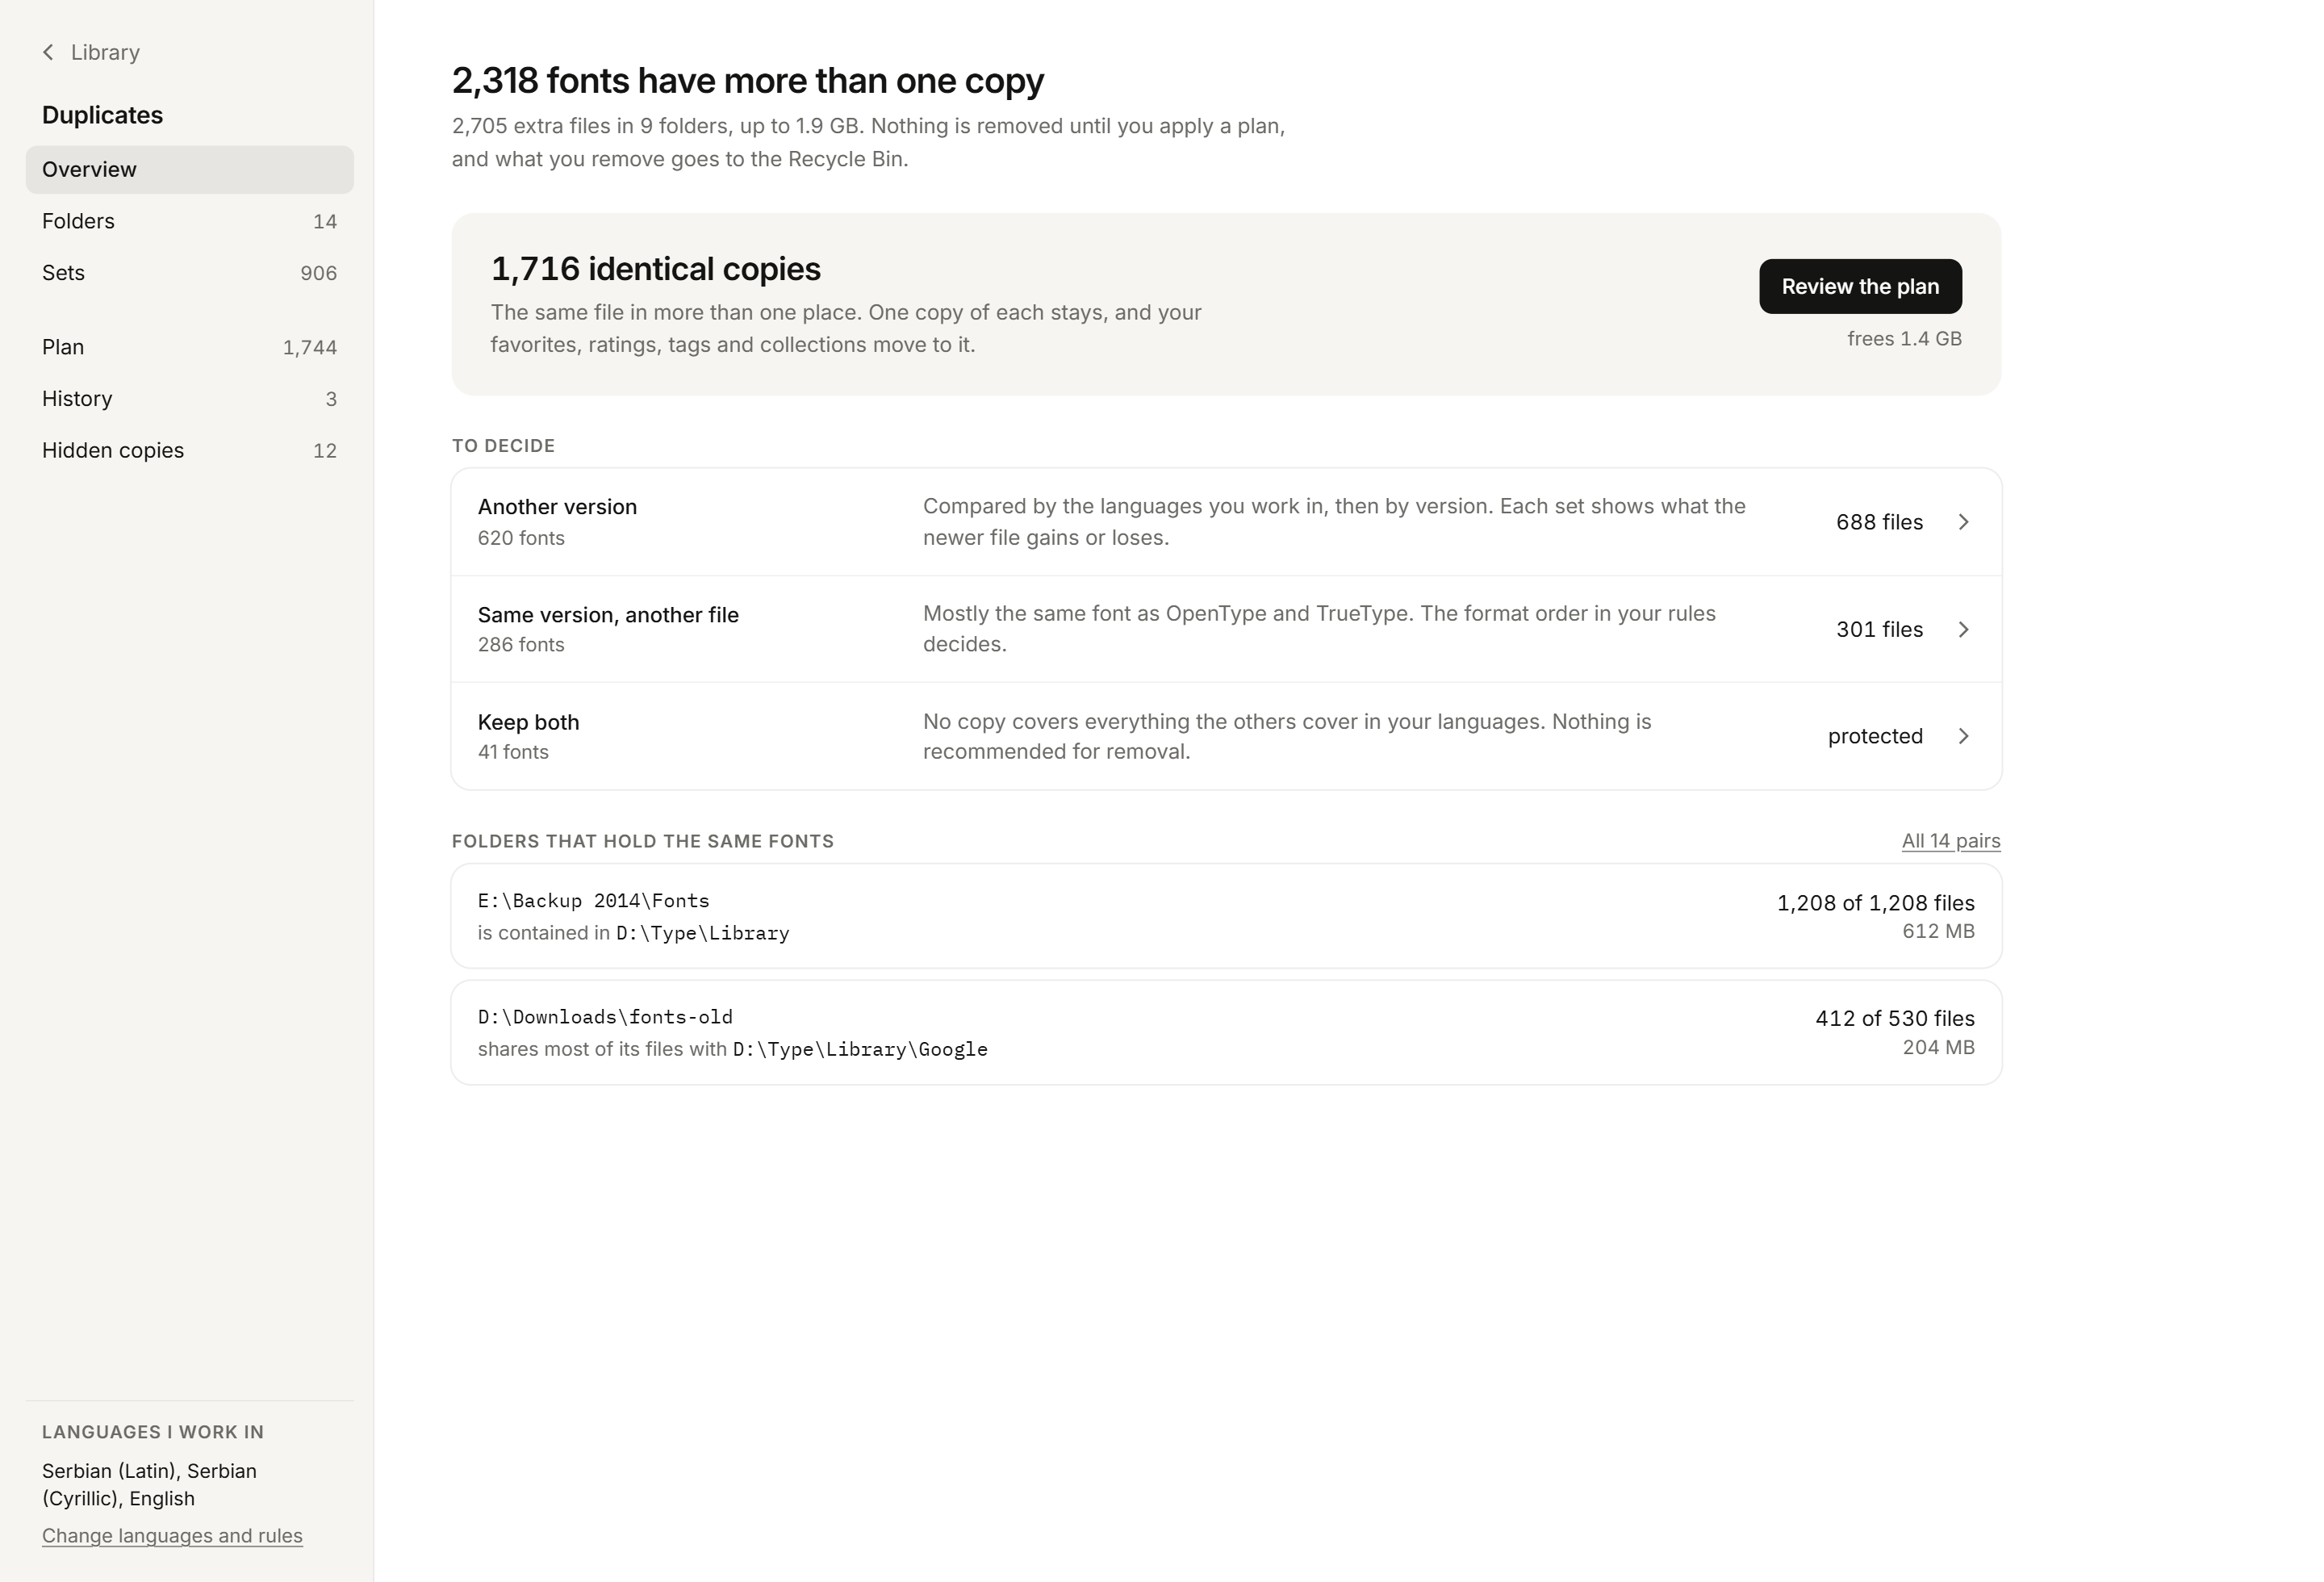 Library
Duplicates
Overview
Folders 14
Sets 906
Plan 1,744
History 3
Hidden copies 12
LANGUAGES I WORK IN
Serbian (Latin), Serbian
(Cyrillic), English
Change languages and rules
2,318 fonts have more than one copy
2,705 extra files in 9 folders, up to 1.9 GB. Nothing is removed until you apply a plan,
and what you remove goes to the Recycle Bin.
1,716 identical copies
The same file in more than one place. One copy of each stays, and your
favorites, ratings, tags and collections move to it.
Review the plan
frees 1.4 GB
TO DECIDE
Another version
620 fonts
Compared by the languages you work in, then by version. Each set shows what the
newer file gains or loses.
688 files
Same version, another file
286 fonts
Mostly the same font as OpenType and TrueType. The format order in your rules
decides.
301 files
Keep both
41 fonts
No copy covers everything the others cover in your languages. Nothing is
recommended for removal.
protected
FOLDERS THAT HOLD THE SAME FONTS
All 14 pairs
E:\Backup 2014\Fonts
is contained in D:\Type\Library
1,208 of 1,208 files
612 MB
D:\Downloads\fonts-old
shares most of its files with D:\Type\Library\Google
412 of 530 files
204 MB